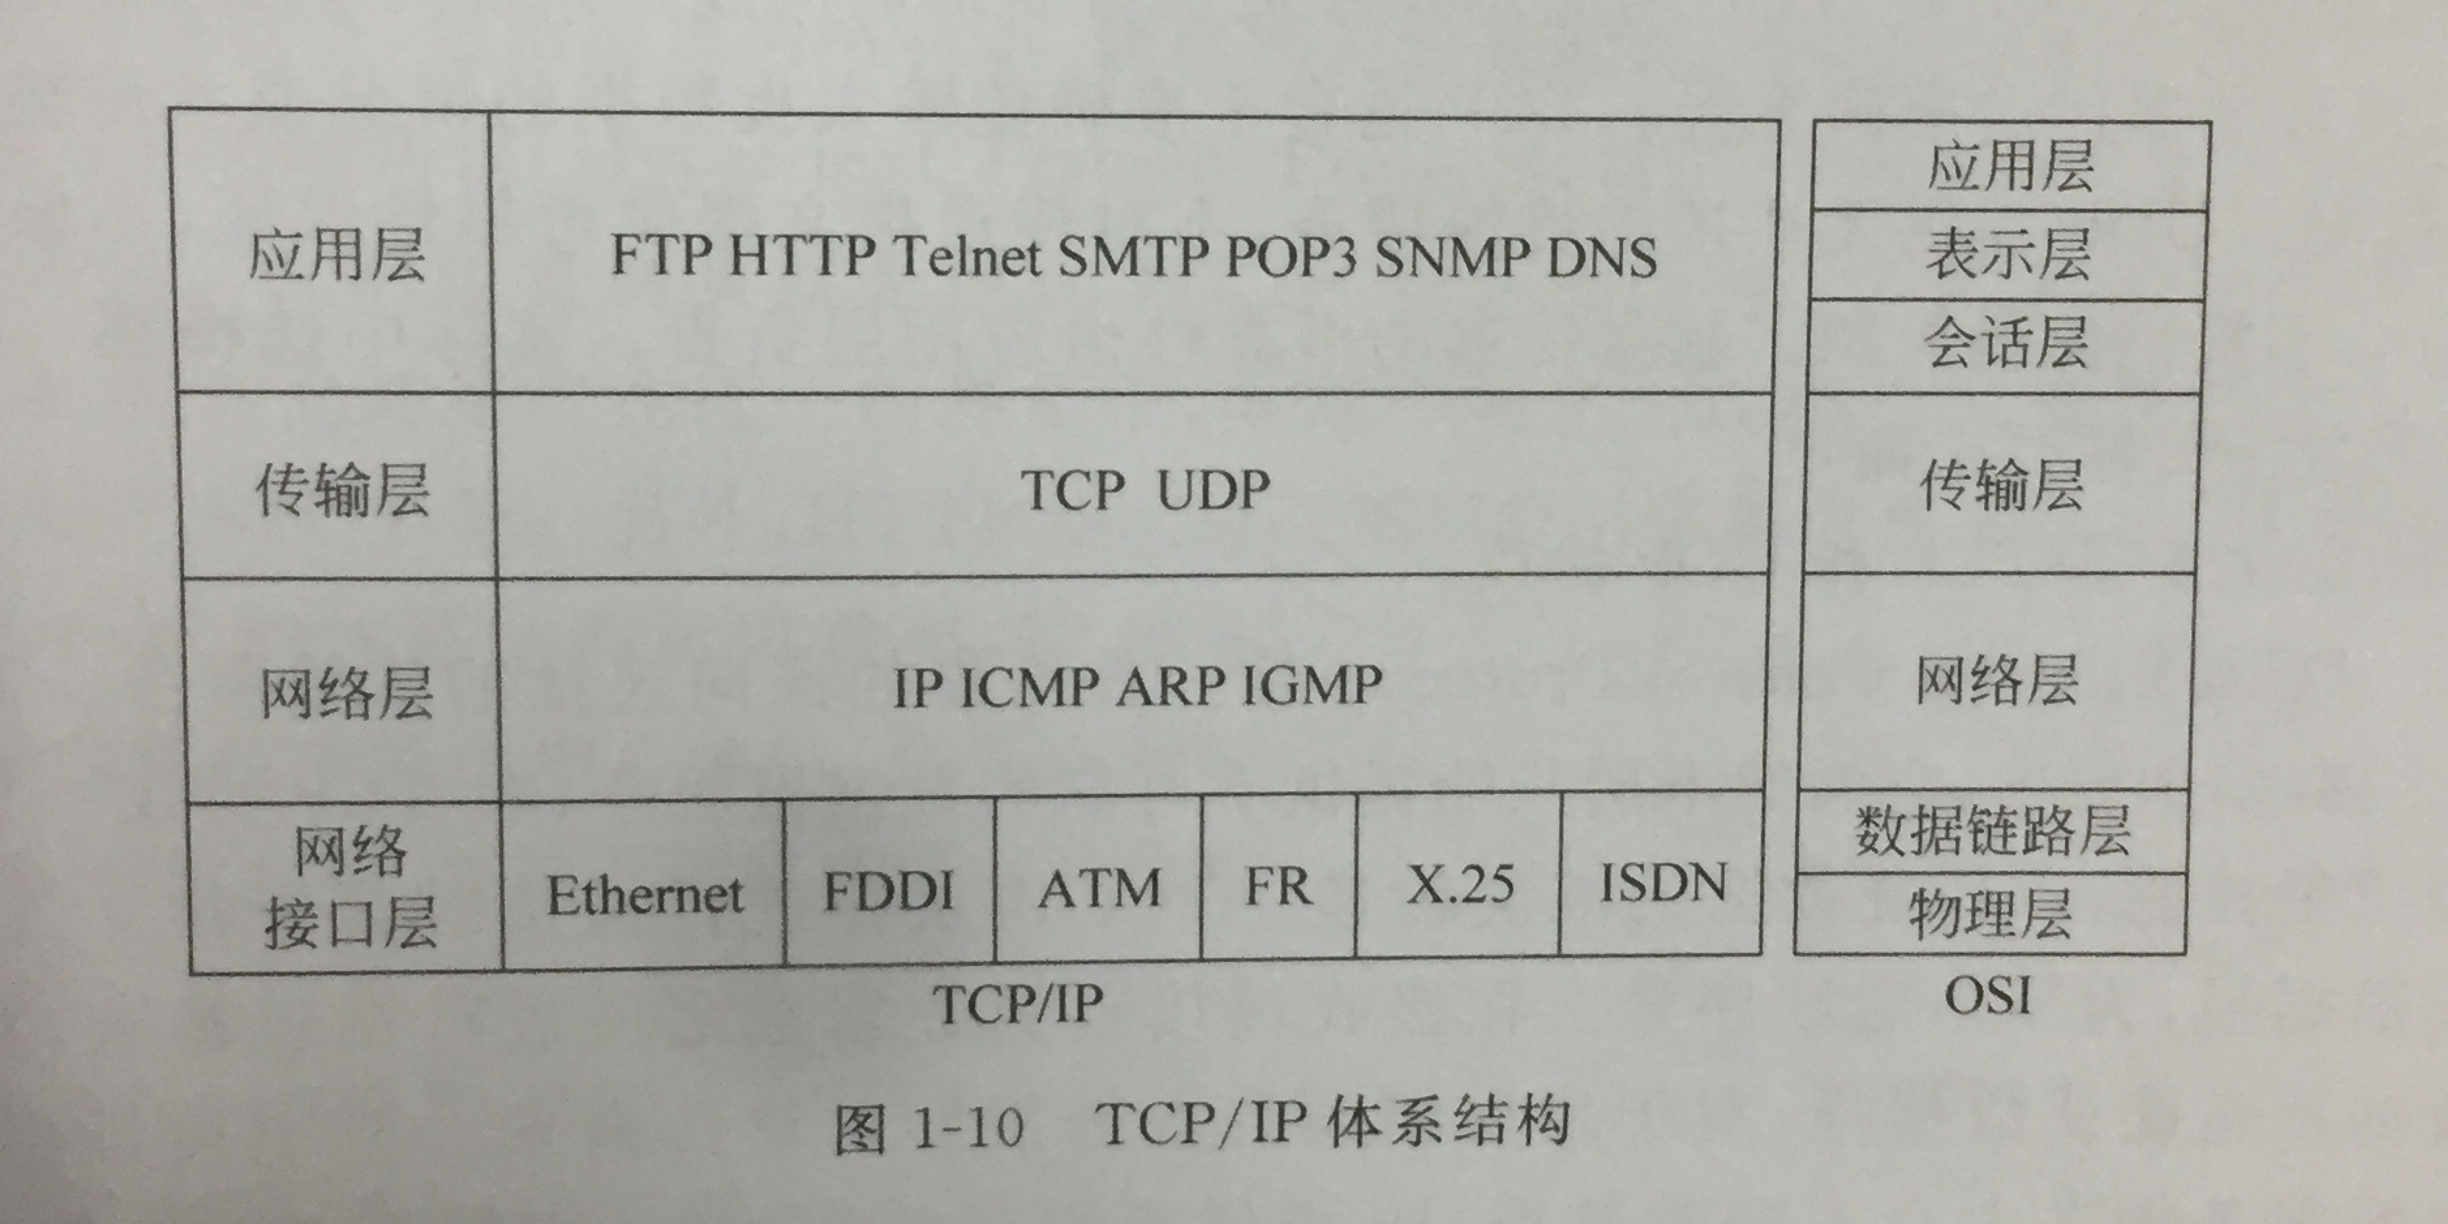 应用层
FTP HTTP Telnet SMTP POP3 SNMP DNS
传输层
TCP UDP
网络层
IP ICMP ARP IGMP
网络
接口层
Ethernet
FDDI
ATM
FR
X.25
ISDN
TCP/IP
应用层
表示层
会话层
传输层
网络层
数据链路层
物理层
OSI
图 1-10 TCP/IP 体系结构